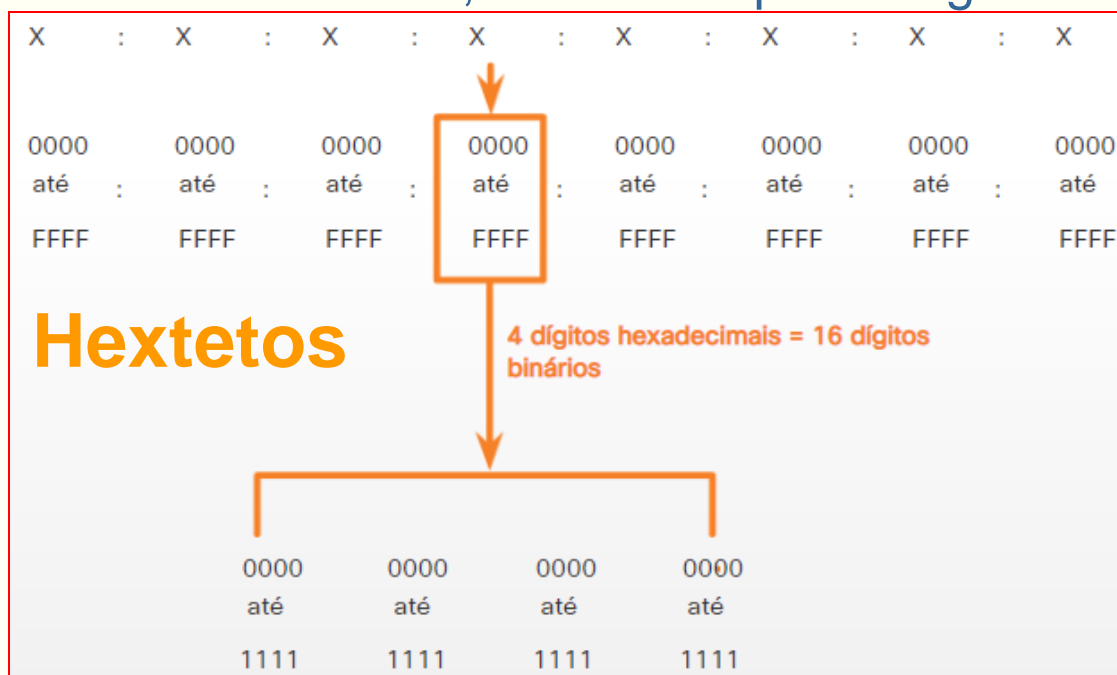 X : X : X : X : X : X : X : X
0000 0000 0000 0000 0000 0000 0000 0000
até : até : até : até : até : até : até : até
FFFF FFFF FFFF FFFF FFFF FFFF FFFF FFFF
Hextetos
4 dígitos hexadecimais = 16 dígitos
binários
0000 0000 0000 0000
até até até até
1111 1111 1111 1111